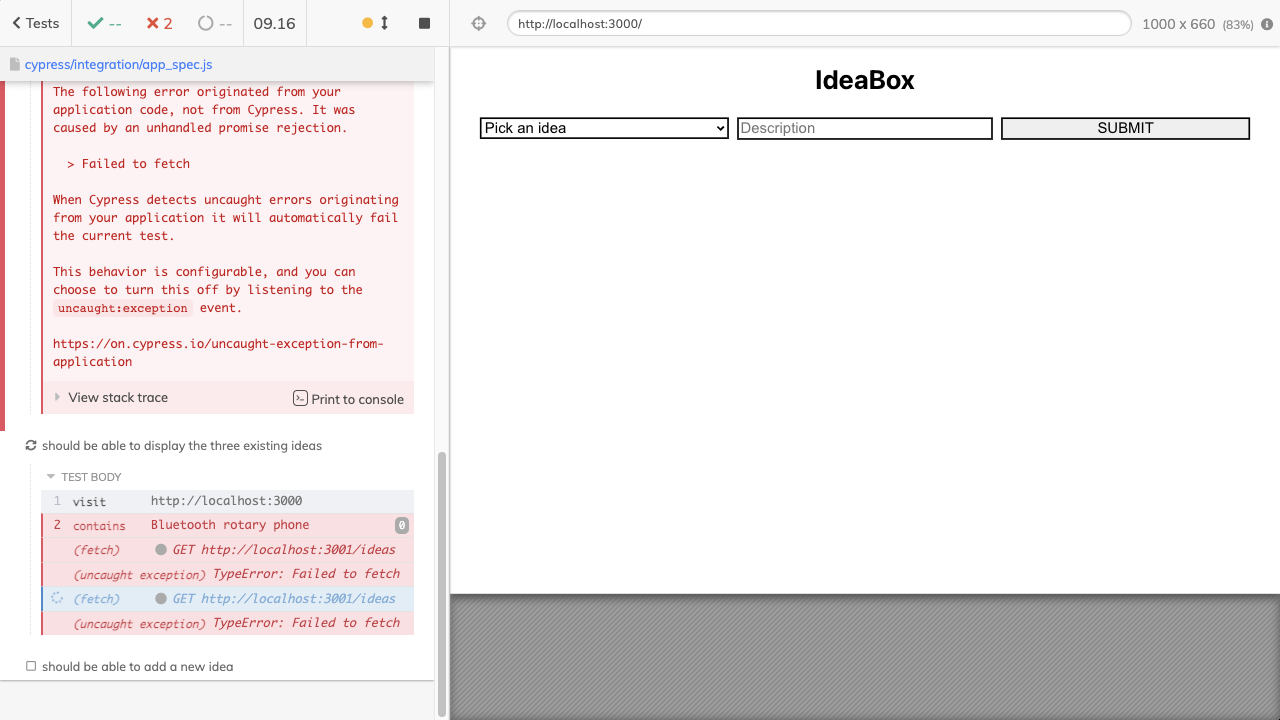 Tests
--
2
--
09.16
http://localhost:3000/
1000 x 660 (83%)
cypress/integration/app_spec.js
The following error originated from your
application code, not from Cypress. It was
caused by an unhandled promise rejection.
> Failed to fetch
When Cypress detects uncaught errors originating
from your application it will automatically fail
the current test.
This behavior is configurable, and you can
choose to turn this off by listening to the
uncaught:exception event.
https://on.cypress.io/uncaught-exception-from-
application
View stack trace
Print to console
should be able to display the three existing ideas
TEST BODY
1 visit http://localhost:3000
2 contains Bluetooth rotary phone 0
(fetch) GET http://localhost:3001/ideas
(uncaught exception) TypeError: Failed to fetch
(fetch) GET http://localhost:3001/ideas
(uncaught exception) TypeError: Failed to fetch
should be able to add a new idea
IdeaBox
Pick an idea
Description
SUBMIT